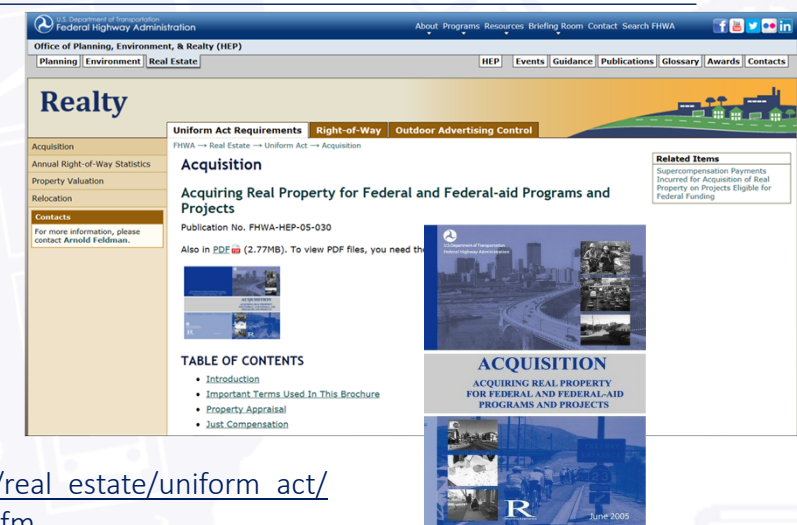 U.S. Department of Transportation
Federal Highway Administration
About Programs Resources Briefing Room Contact Search FHWA
Office of Planning, Environment, & Realty (HEP)
Planning Environment Real Estate
HEP Events Guidance Publications Glossary Awards Contacts
Realty
Uniform Act Requirements Right-of-Way Outdoor Advertising Control
Acquisition
Annual Right-of-Way Statistics
Property Valuation
Relocation
Contacts
For more information, please
contact Arnold Feldman.
FHWA → Real Estate → Uniform Act → Acquisition
Acquisition
Acquiring Real Property for Federal and Federal-aid Programs and
Projects
Publication No. FHWA-HEP-05-030
Also in PDF (2.77MB). To view PDF files, you need the
ACQUISITION
TABLE OF CONTENTS
Introduction
Important Terms Used In This Brochure
Property Appraisal
Just Compensation
Related Items
Supercompensation Payments
Incurred for Acquisition of Real
Property on Projects Eligible for
Federal Funding
U.S. Department of Transportation
Federal Highway Administration
ACQUISITION
ACQUIRING REAL PROPERTY
FOR FEDERAL AND FEDERAL-AID
PROGRAMS AND PROJECTS
R
June 2005
/real_estate/uniform_act/
fm